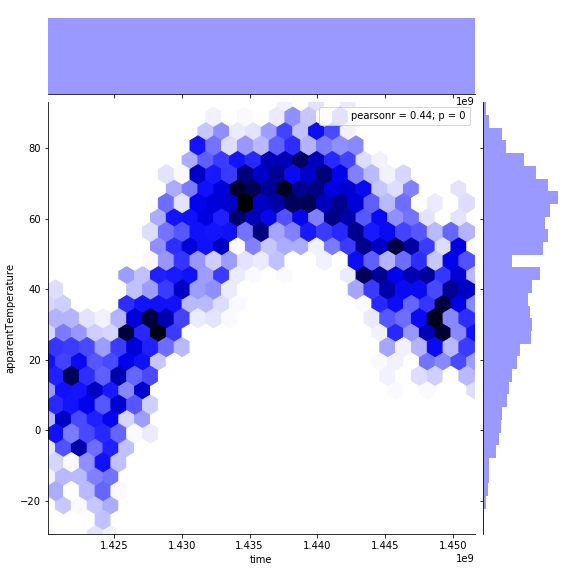 1e9
pearsonr = 0.44; p = 0
80
60
40
20
0
−20
apparentTemperature
1.425 1.430 1.435 1.440 1.445 1.450
1e9
time